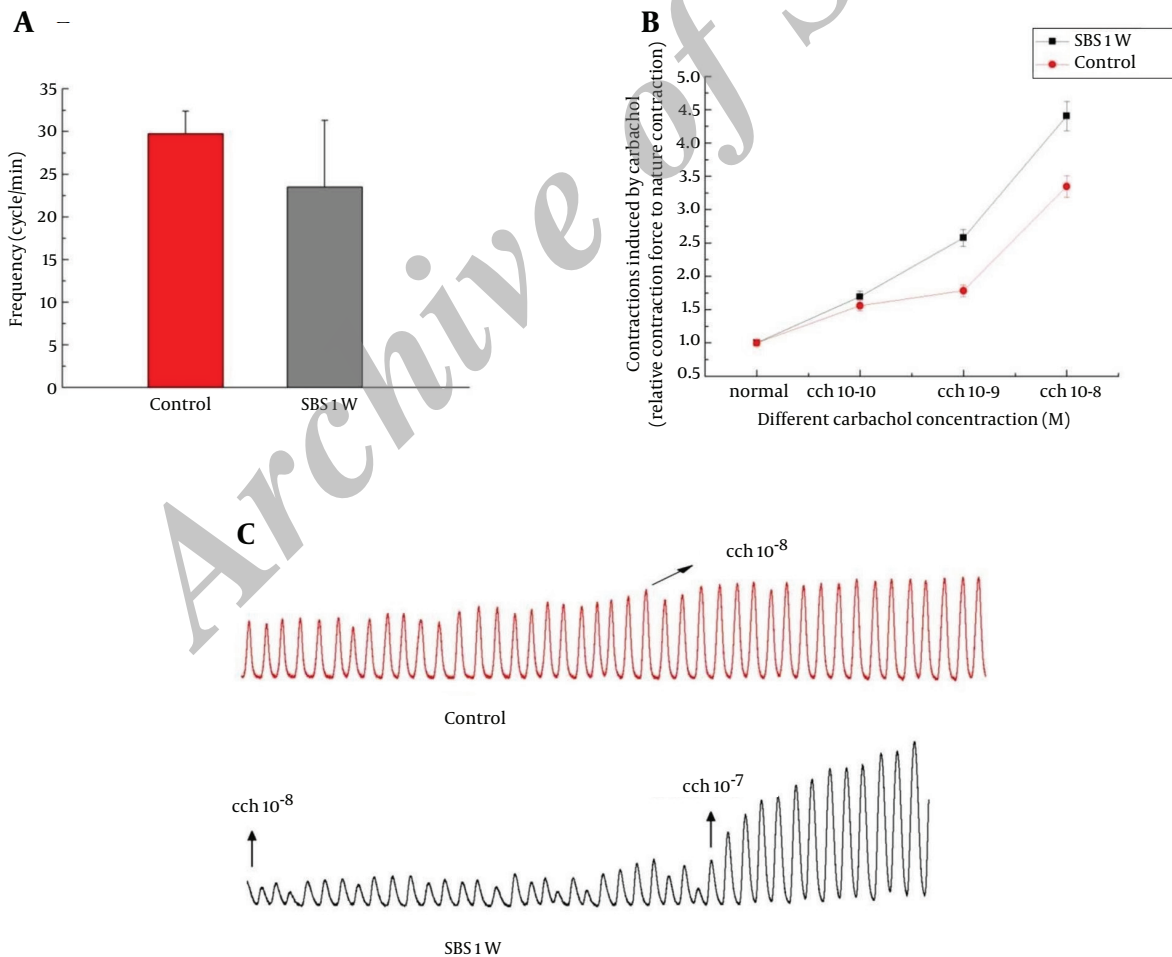 A
35
30
25
20
15
10
5
0
Frequency (cycle/min)
Control
SBS 1 W
B
SBS 1 W
Control
5.0
4.5
4.0
3.5
3.0
2.5
2.0
1.5
1.0
0.5
Contractions induced by carbachol
(relative contraction force to nature contraction)
normal
cch 10-10
cch 10-9
cch 10-8
Different carbachol concentraction (M)
C
cch 10-8
Control
cch 10-8
cch 10-7
SBS 1 W
Archive of S